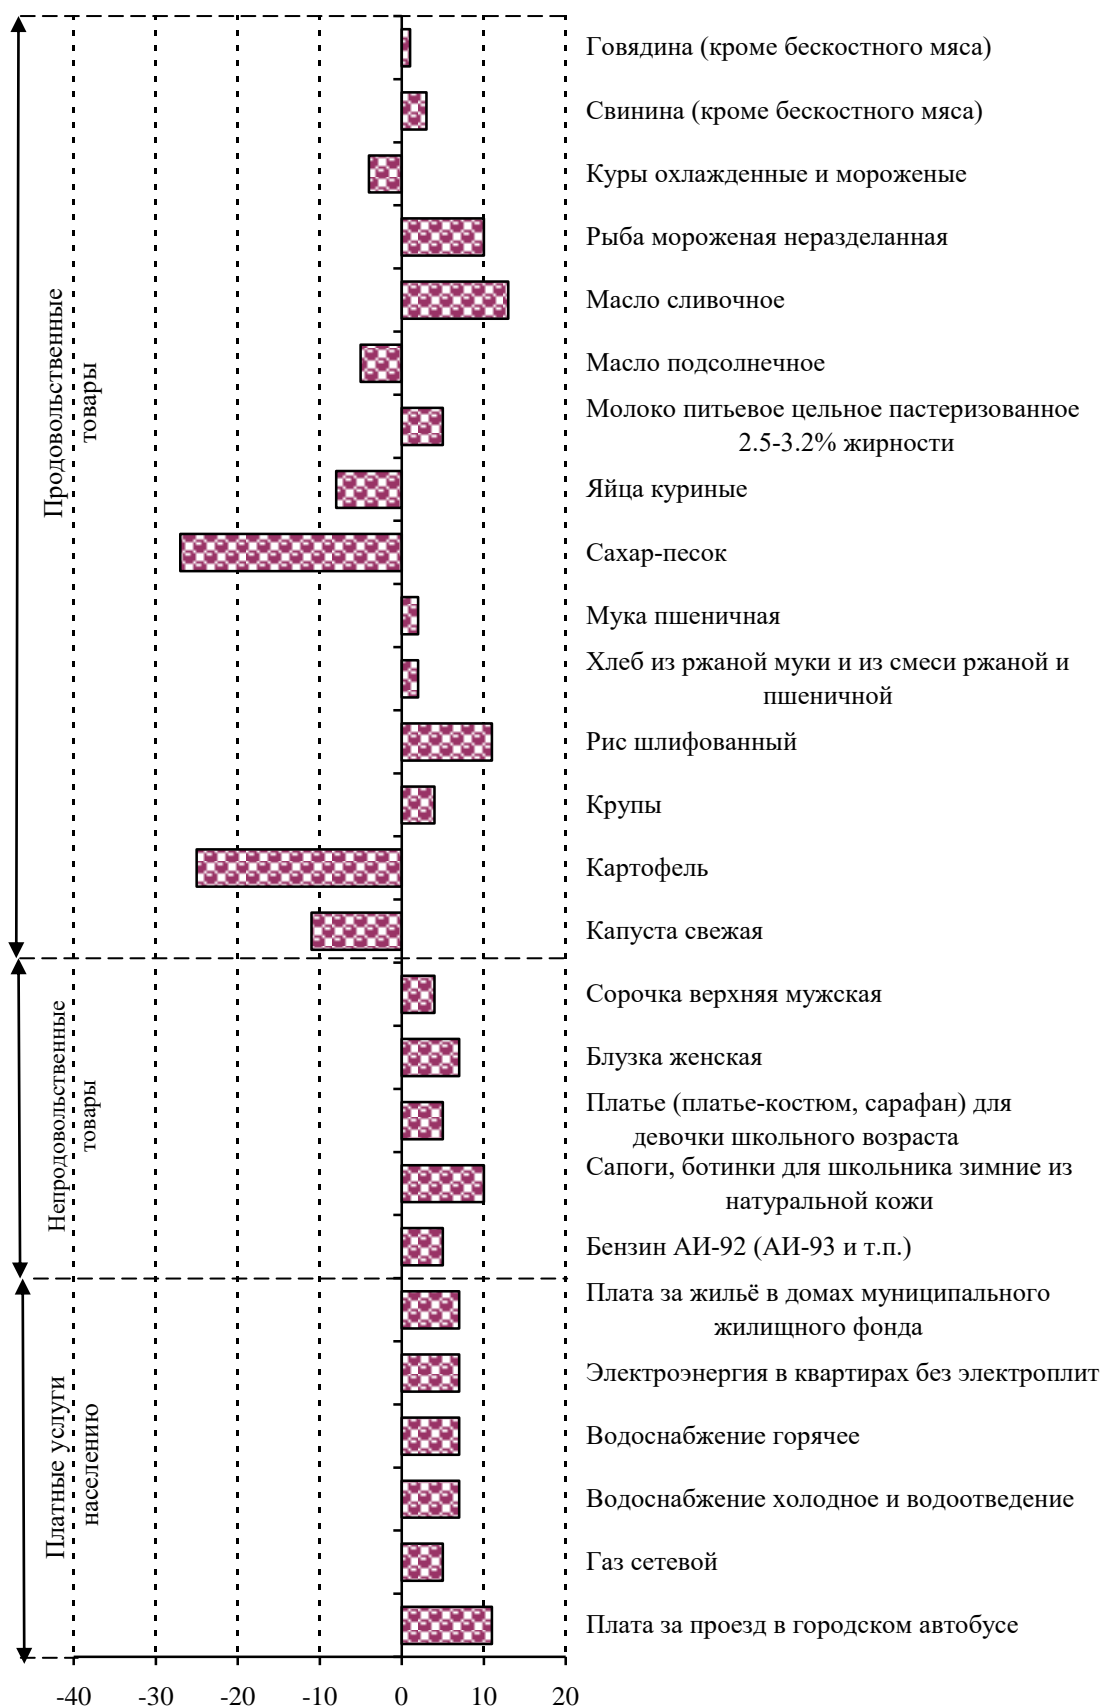 Продовольственные
товары
Непродовольственные
товары
Платные услуги
населению
Говядина (кроме бескостного мяса)
Свинина (кроме бескостного мяса)
Куры охлажденные и мороженые
Рыба мороженая неразделанная
Масло сливочное
Масло подсолнечное
Молоко питьевое цельное пастеризованное
2.5-3.2% жирности
Яйца куриные
Сахар-песок
Мука пшеничная
Хлеб из ржаной муки и из смеси ржаной и
пшеничной
Рис шлифованный
Крупы
Картофель
Капуста свежая
Сорочка верхняя мужская
Блузка женская
Платье (платье-костюм, сарафан) для
девочки школьного возраста
Сапоги, ботинки для школьника зимние из
натуральной кожи
Бензин АИ-92 (АИ-93 и т.п.)
Плата за жильё в домах муниципального
жилищного фонда
Электроэнергия в квартирах без электроплит
Водоснабжение горячее
Водоснабжение холодное и водоотведение
Газ сетевой
Плата за проезд в городском автобусе
-40 -30 -20 -10 0 10 20